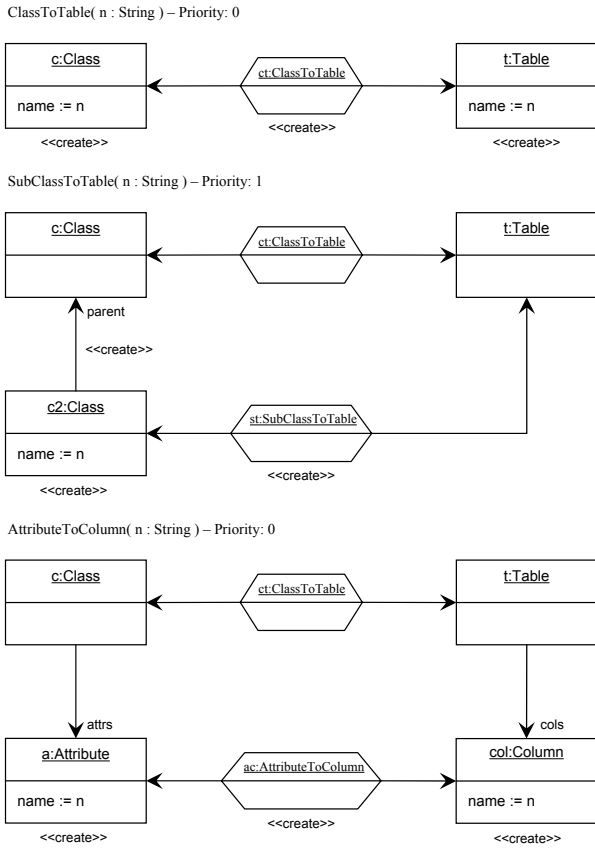 ClassToTable( n : String ) – Priority: 0
c:Class
ct:ClassToTable
t:Table
name := n
name := n
<<create>>
<<create>>
<<create>>
SubClassToTable( n : String ) – Priority: 1
c:Class
ct:ClassToTable
t:Table
parent
<<create>>
c2:Class
st:SubClassToTable
name := n
<<create>>
<<create>>
AttributeToColumn( n : String ) – Priority: 0
c:Class
ct:ClassToTable
t:Table
attrs
cols
a:Attribute
ac:AttributeToColumn
col:Column
name := n
name := n
<<create>>
<<create>>
<<create>>